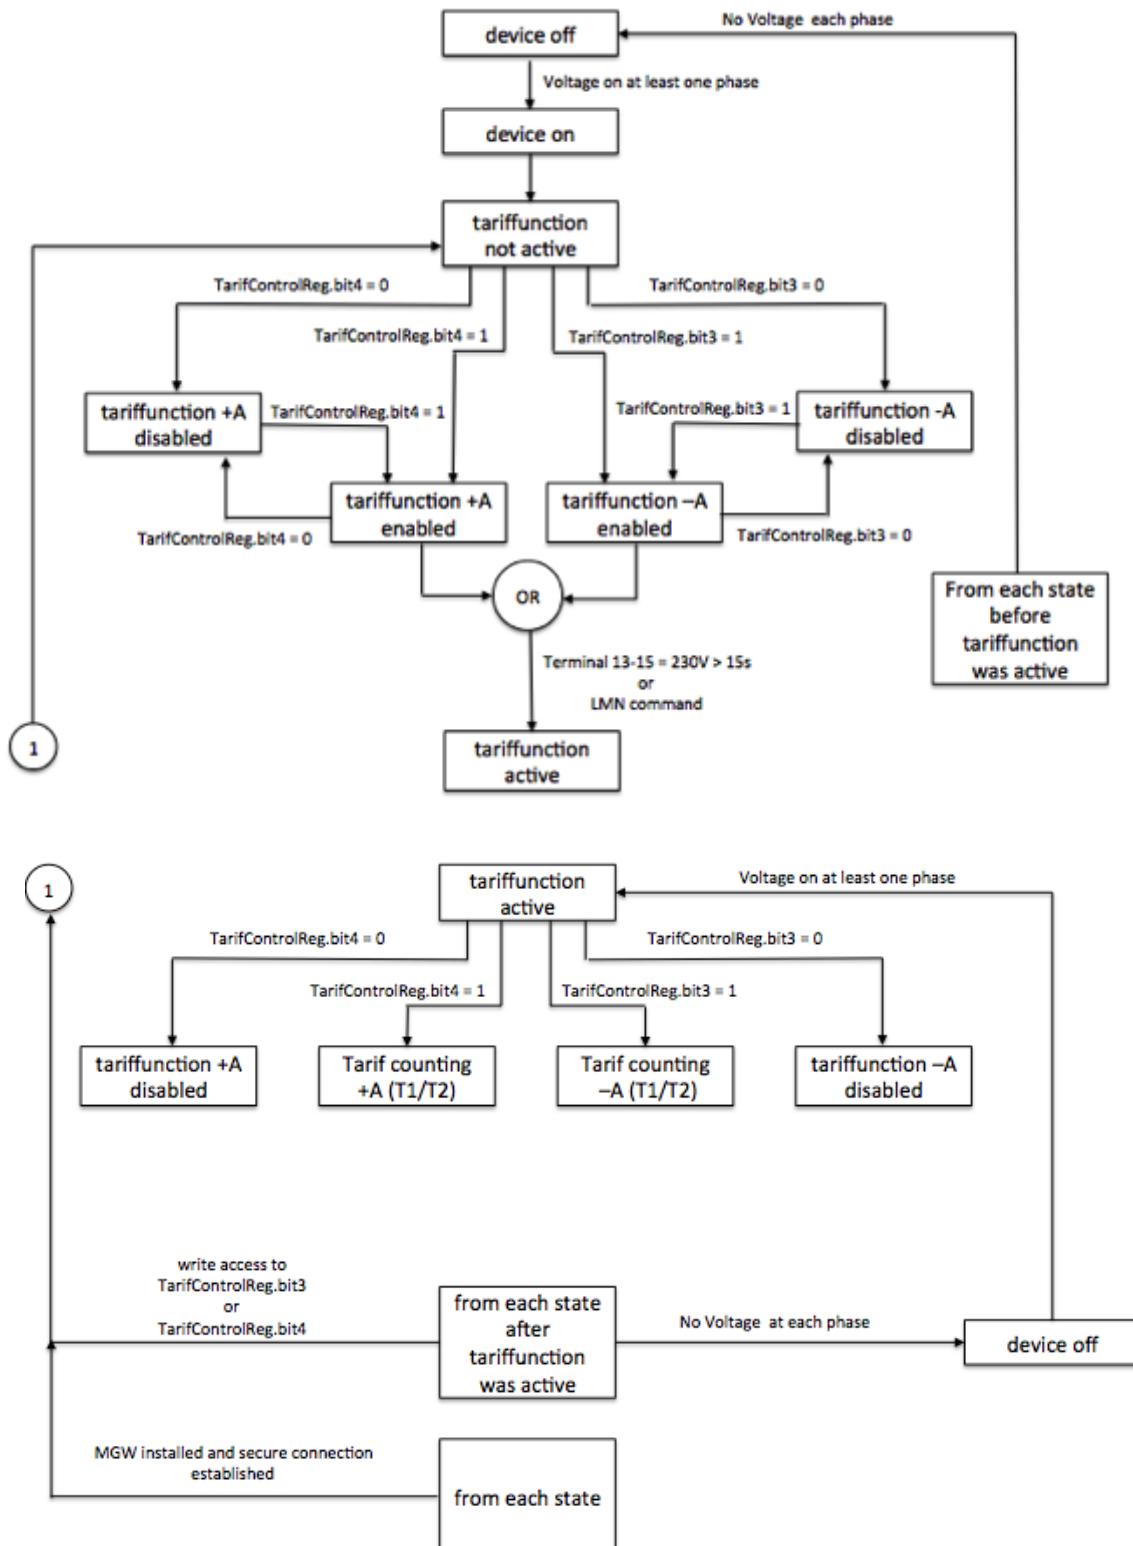 device off
No Voltage  each phase
Voltage on at least one phase
device on
tariffunction
not active
TarifControlReg.bit4 = 0
TarifControlReg.bit3 = 0
TarifControlReg.bit4 = 1
TarifControlReg.bit3 = 1
tariffunction +A
disabled
TarifControlReg.bit4 = 1
TarifControlReg.bit3 = 1
tariffunction -A
disabled
tariffunction +A
enabled
tariffunction –A
enabled
TarifControlReg.bit4 = 0
TarifControlReg.bit3 = 0
OR
From each state
before
tariffunction
was active
Terminal 13-15 = 230V > 15s
or
LMN command
1
tariffunction
active
1
tariffunction
active
Voltage on at least one phase
TarifControlReg.bit4 = 0
TarifControlReg.bit3 = 0
TarifControlReg.bit4 = 1
TarifControlReg.bit3 = 1
tariffunction +A
disabled
Tarif counting
+A (T1/T2)
Tarif counting
–A (T1/T2)
tariffunction –A
disabled
write access to
TarifControlReg.bit3
or
TarifControlReg.bit4
from each state
after
tariffunction
was active
No Voltage  at each phase
device off
MGW installed and secure connection
established
from each state